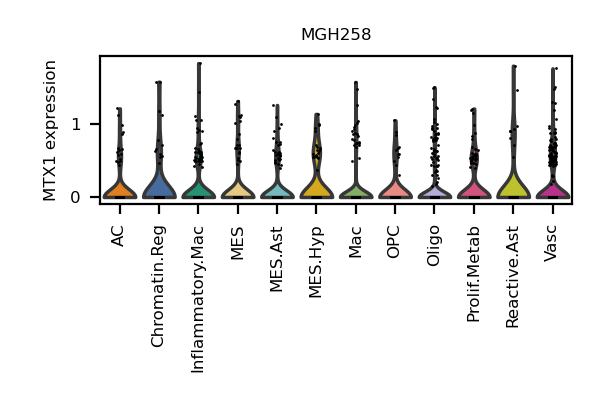 MGH258
MTX1 expression
1
0
AC
Chromatin.Reg
Inflammatory.Mac
MES
MES.Ast
MES.Hyp
Mac
OPC
Oligo
Prolif.Metab
Reactive.Ast
Vasc